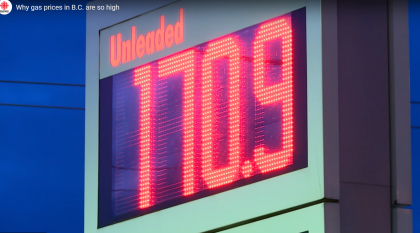 Why gas prices in B.C. are so high
Unleaded
170.9